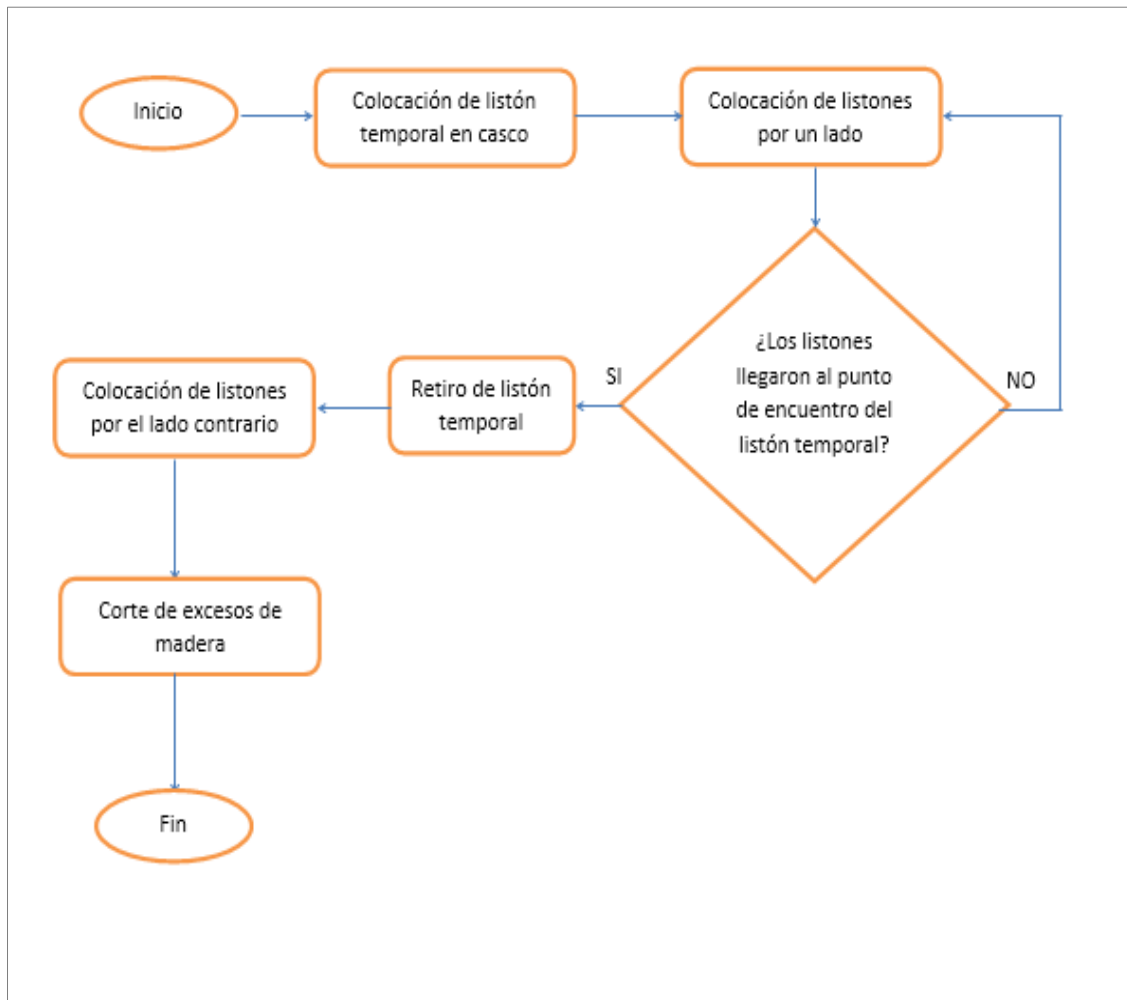 Inicio
Colocación de listón
temporal en casco
Colocación de listones
por un lado
¿Los listones
llegaron al punto
de encuentro del
listón temporal?
NO
SI
Retiro de listón
temporal
Colocación de listones
por el lado contrario
Corte de excesos de
madera
Fin